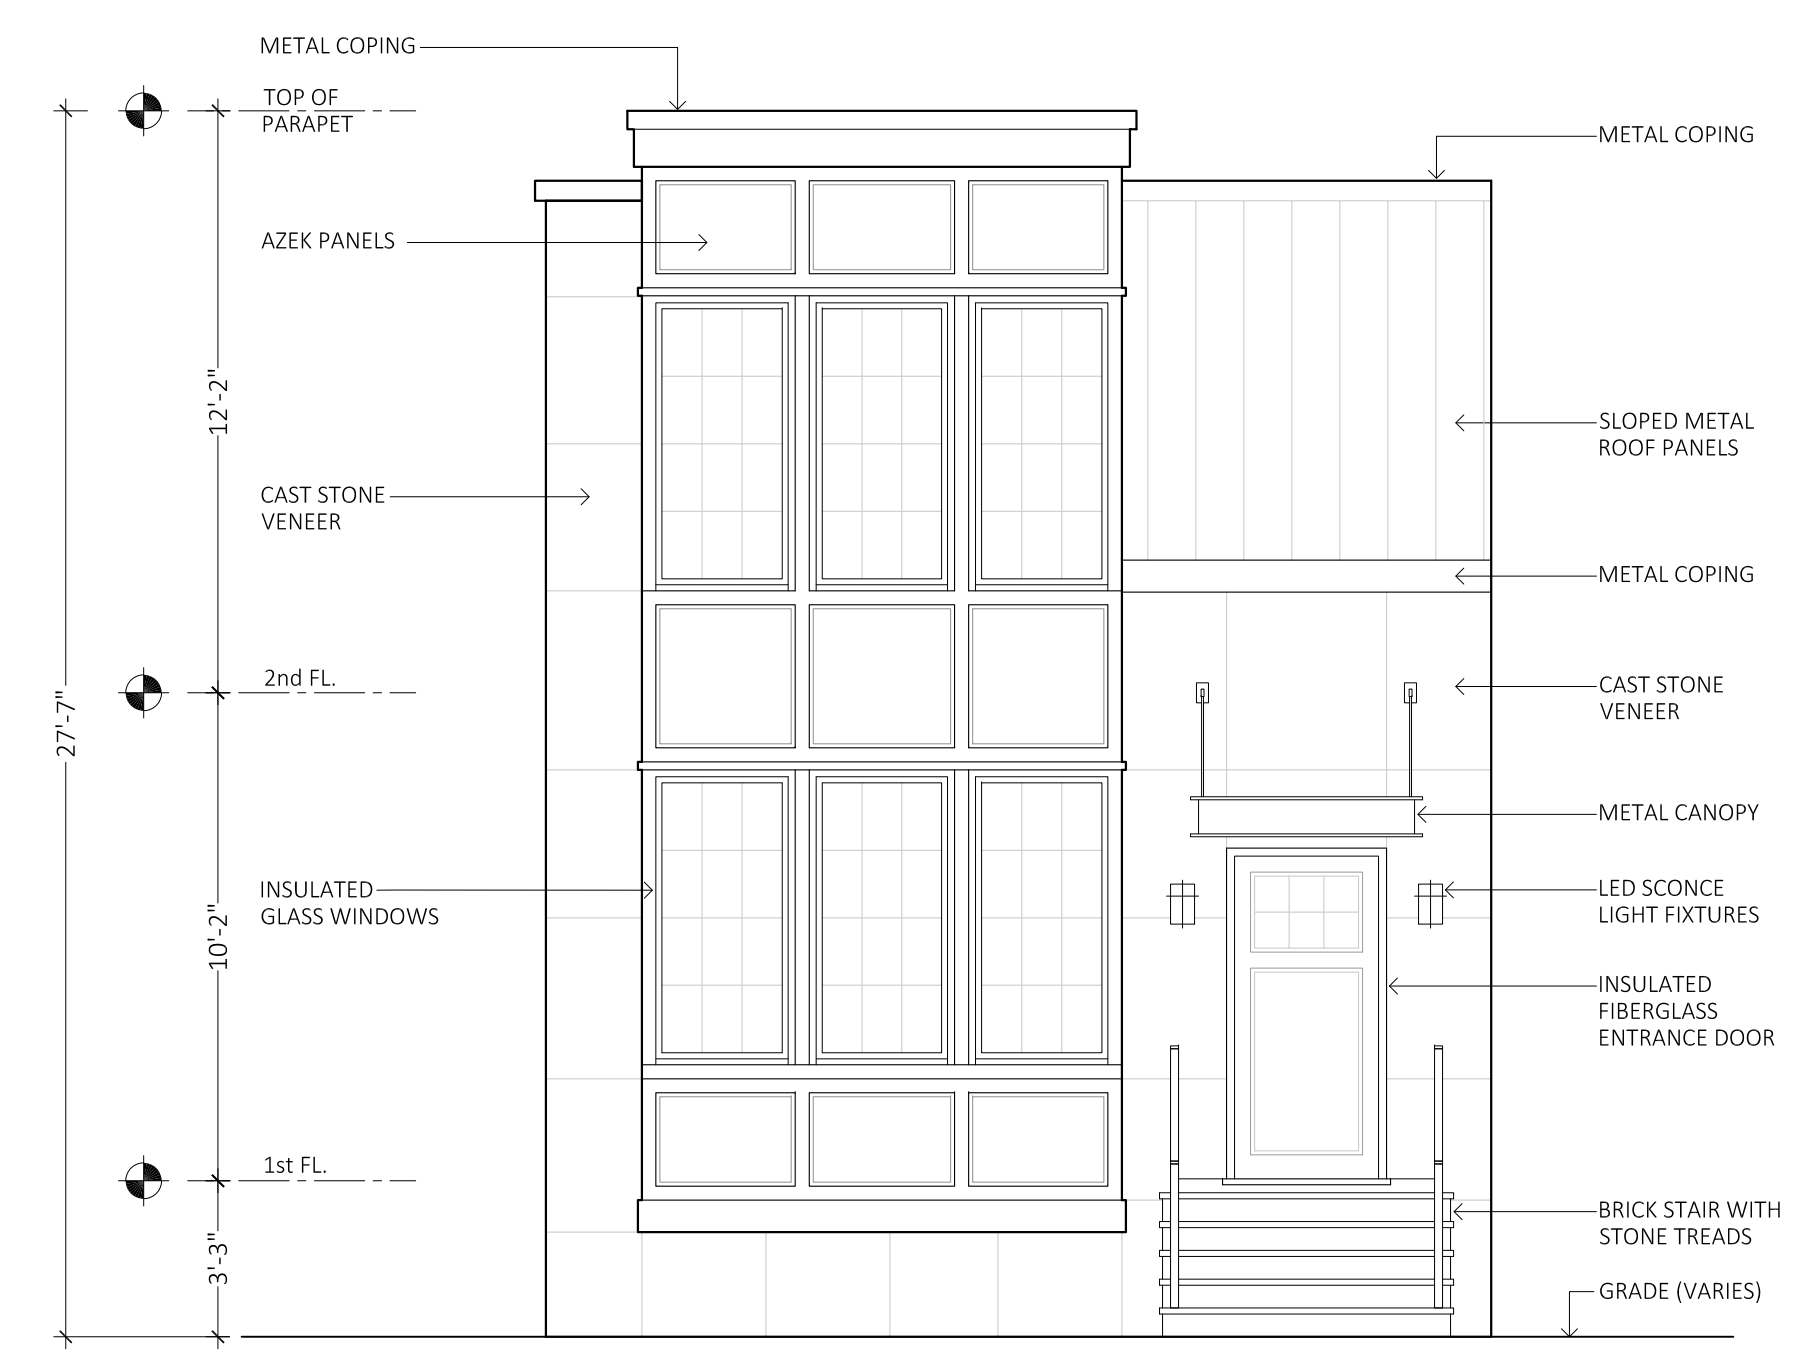 METAL COPING
TOP OF
PARAPET
METAL COPING
AZEK PANELS
12'-2"
SLOPED METAL
ROOF PANELS
CAST STONE
VENEER
METAL COPING
2nd FL.
CAST STONE
VENEER
27'-7"
METAL CANOPY
INSULATED
GLASS WINDOWS
LED SCONCE
LIGHT FIXTURES
10'-2"
INSULATED
FIBERGLASS
ENTRANCE DOOR
1st FL.
BRICK STAIR WITH
STONE TREADS
3'-3"
GRADE (VARIES)